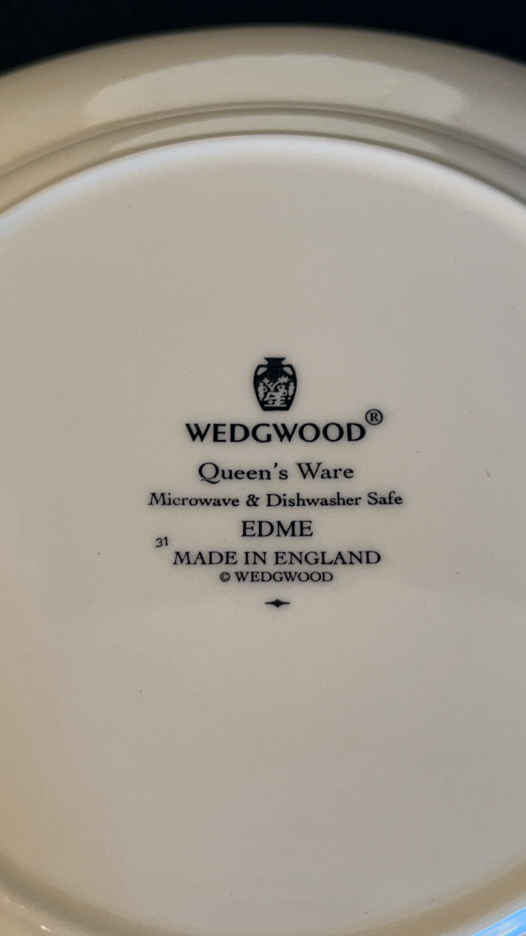 WEDGWOOD®
Queen's Ware
Microwave & Dishwasher Safe
EDME
31 MADE IN ENGLAND
© WEDGWOOD